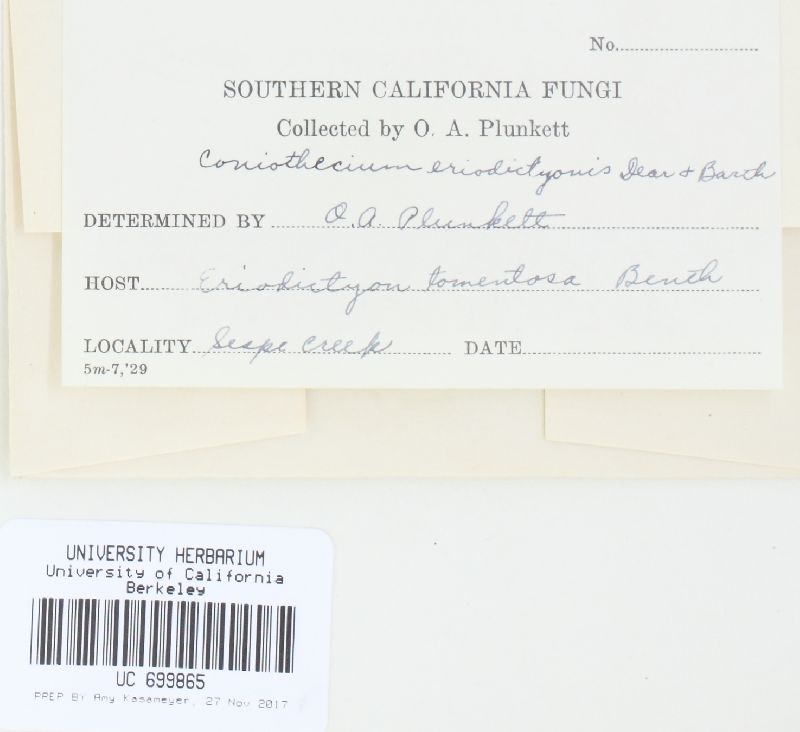 No.
SOUTHERN CALIFORNIA FUNGI
Collected by O. A. Plunkett
Coniothecium eriodictyonis Dear & Barth
DETERMINED BY O.A. Plunkett
HOST Eriodictyon tomentosa Benth
LOCALITY Sespe Creek DATE
5m-7,'29
UNIVERSITY HERBARIUM
University of California
Berkeley
UC 699865
PREP BY Amy Kasameyer, 27 Nov 2017